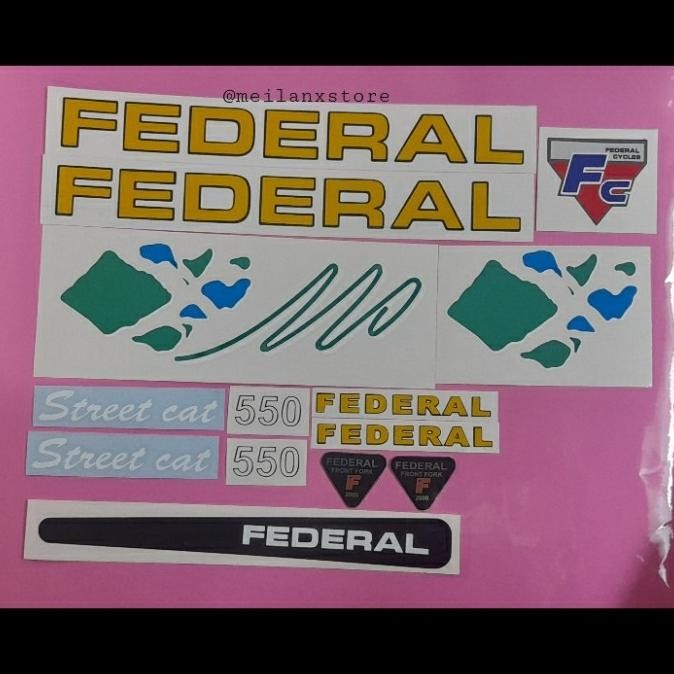 @meilanxstore
FEDERAL
FEDERAL
FEDERAL
CYCLES
FC
Street cat
550
FEDERAL
Street cat
550
FEDERAL
FEDERAL
FRONT FORK
F
FEDERAL
FRONT FORK
F
FEDERAL